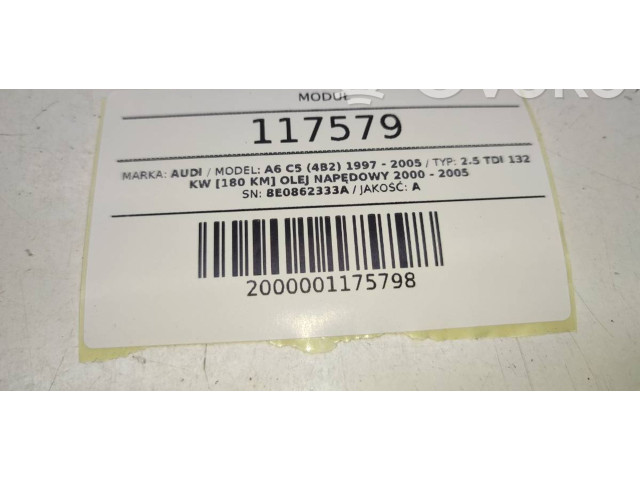 MODUŁ
117579
MARKA: AUDI / MODEL: A6 C5 (4B2) 1997 - 2005 / TYP: 2.5 TDI 132
KW [180 KM] OLEJ NAPĘDOWY 2000 - 2005
SN: 8E0862333A / JAKOŚĆ: A
2000001175798